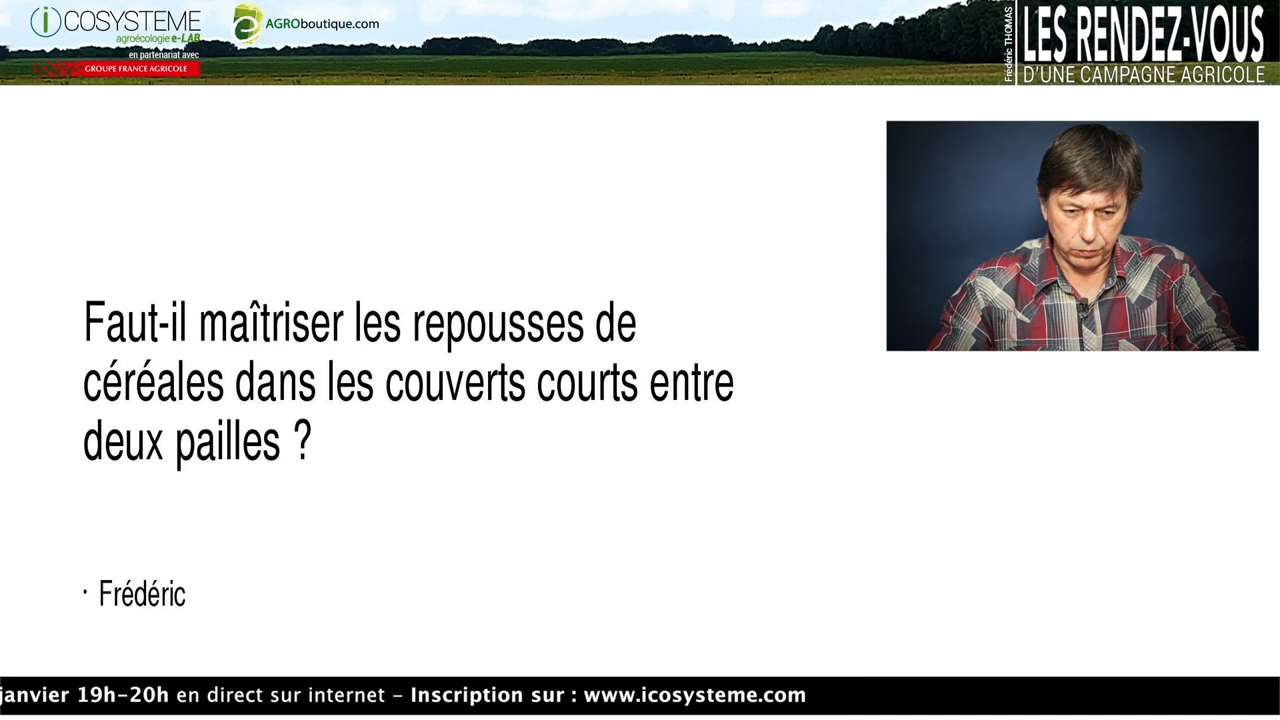 iCOSYSTEME
agroécologie e-LAB
en partenariat avec
GROUPE FRANCE AGRICOLE
e
AGROboutique.com
Frédéric THOMAS
LES RENDEZ-VOUS
D'UNE CAMPAGNE AGRICOLE
Faut-il maîtriser les repousses de
céréales dans les couverts courts entre
deux pailles ?
· Frédéric
janvier 19h-20h en direct sur internet – Inscription sur : www.icosysteme.com